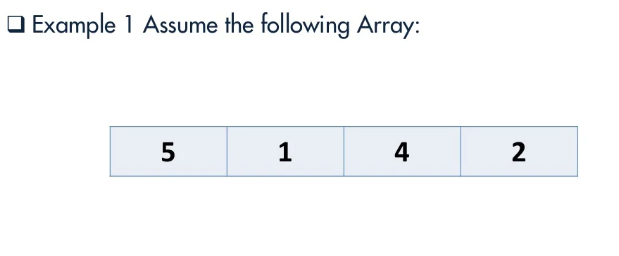 ❑ Example 1 Assume the following Array:
5 1 4 2